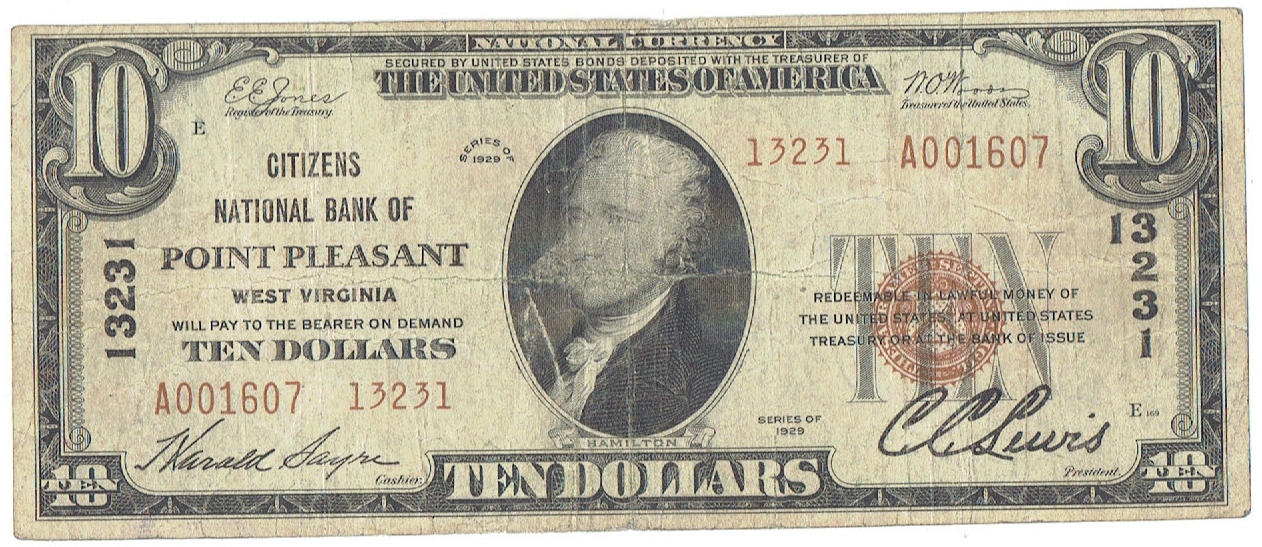 NATIONAL CURRENCY
SECURED BY UNITED STATES BONDS DEPOSITED WITH THE TREASURER OF
THE UNITED STATES OF AMERICA
10
10
E E Jones
Register of the Treasury.
W.O. Woods
Treasurer of the United States.
E
SERIES OF
1929
13231 A001607
CITIZENS
NATIONAL BANK OF
POINT PLEASANT
WEST VIRGINIA
WILL PAY TO THE BEARER ON DEMAND
TEN DOLLARS
13231
A001607 13231
TEN
REDEEMABLE IN LAWFUL MONEY OF
THE UNITED STATES AT UNITED STATES
TREASURY OR AT THE BANK OF ISSUE
13231
SERIES OF
1929
E 169
HAMILTON
J Harold Sayre
Cashier.
C C Lewis
President.
10 TEN
TEN DOLLARS
10 TEN